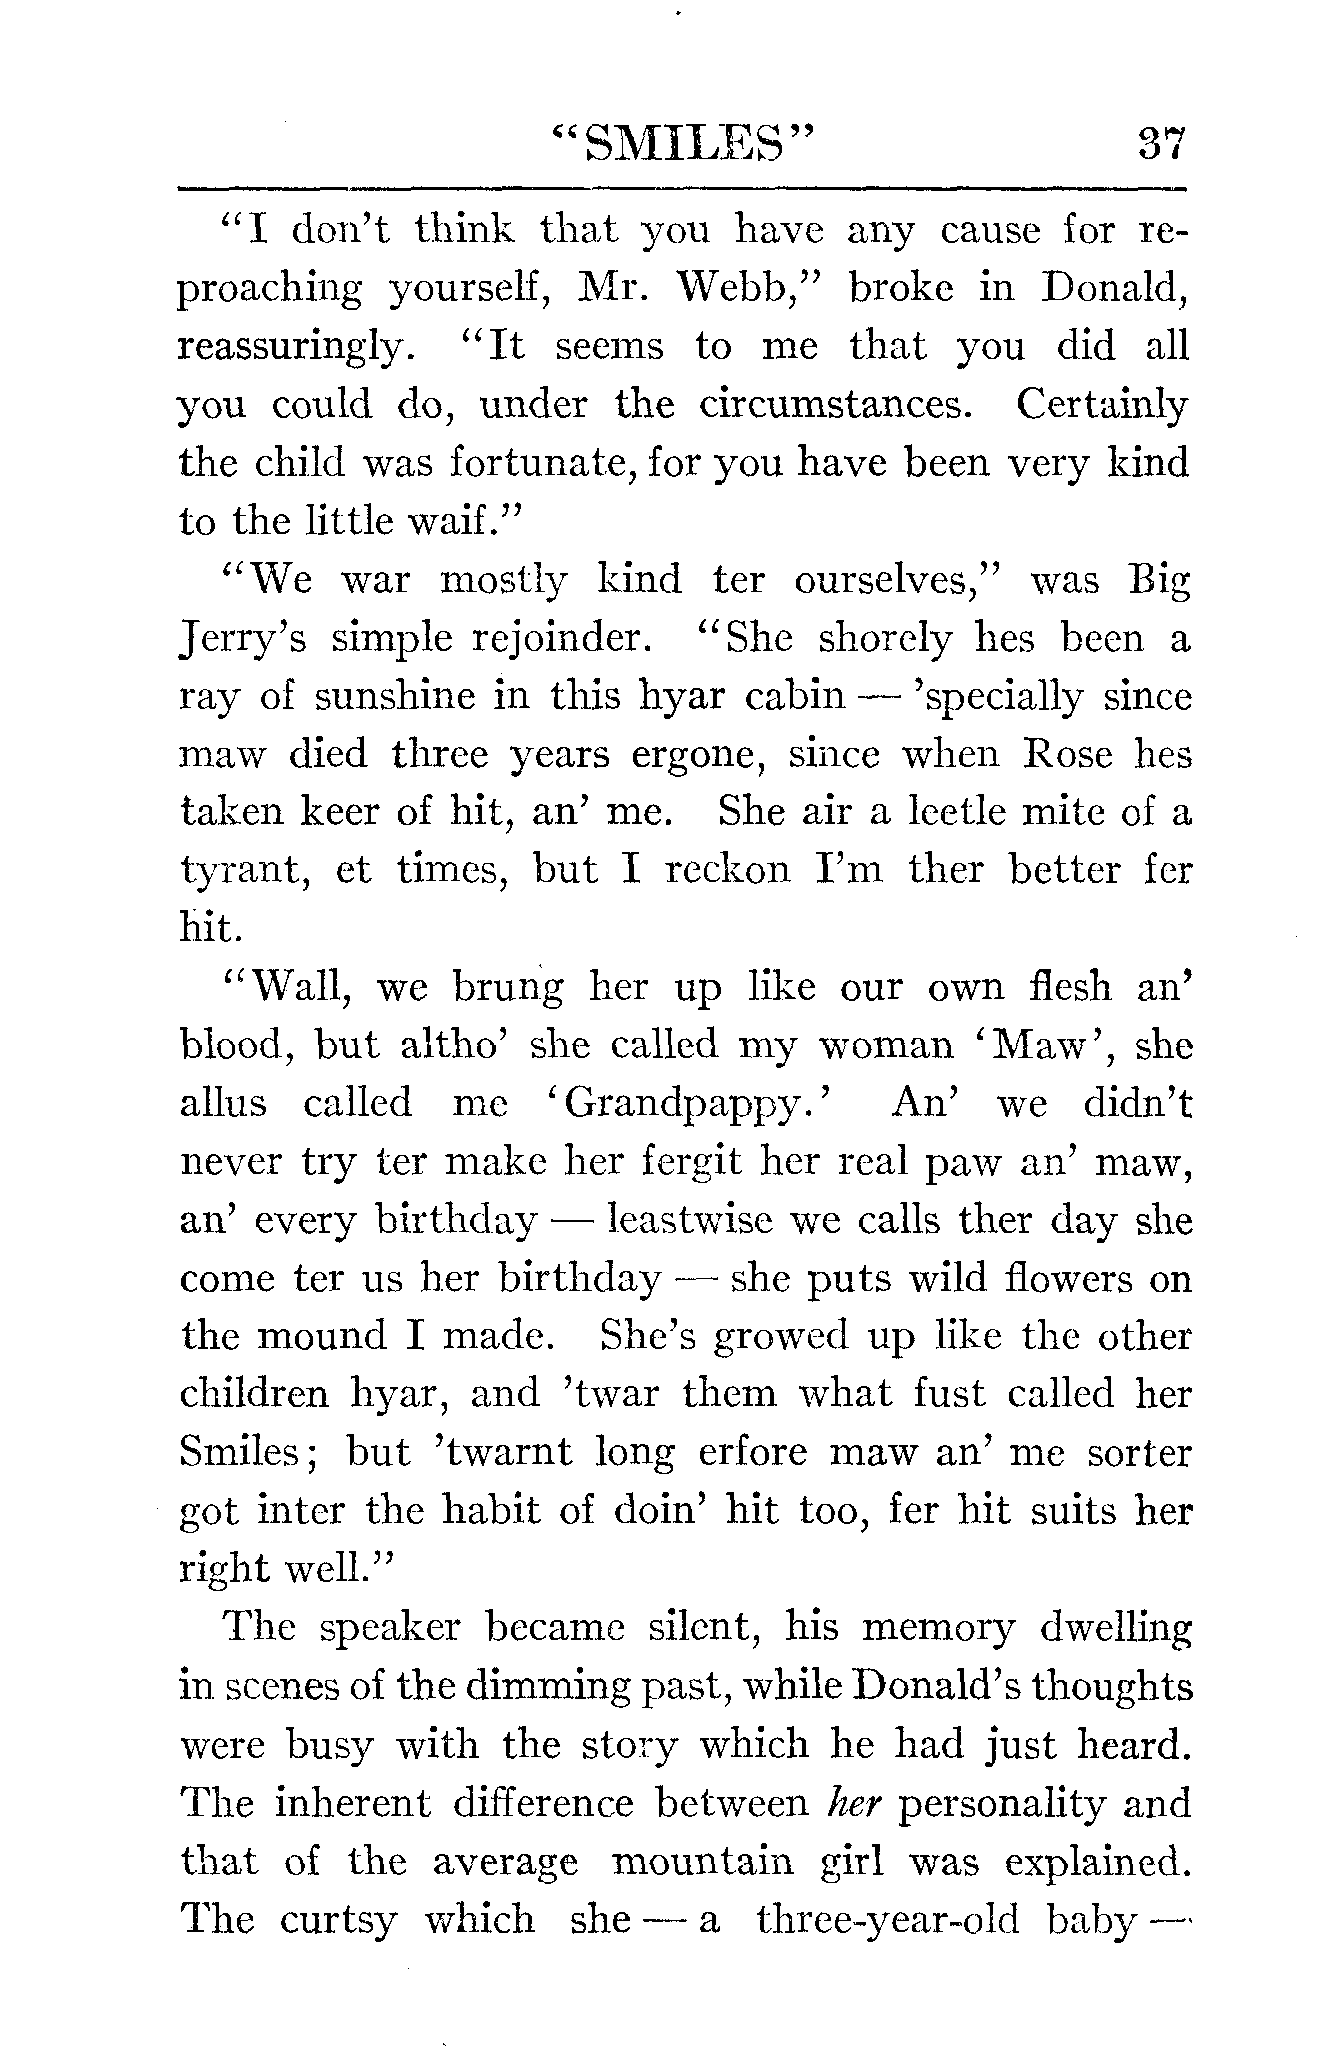 "SMILES" 37
"I don't think that you have any cause for re-
proaching yourself, Mr. Webb," broke in Donald,
reassuringly. "It seems to me that you did all
you could do, under the circumstances. Certainly
the child was fortunate, for you have been very kind
to the little waif."
"We war mostly kind ter ourselves," was Big
Jerry's simple rejoinder. "She shorely hes been a
ray of sunshine in this hyar cabin — 'specially since
maw died three years ergone, since when Rose hes
taken keer of hit, an' me. She air a leetle mite of a
tyrant, et times, but I reckon I'm ther better fer
hit.
"Wall, we brung her up like our own flesh an'
blood, but altho' she called my woman 'Maw', she
allus called me 'Grandpappy.' An' we didn't
never try ter make her fergit her real paw an' maw,
an' every birthday — leastwise we calls ther day she
come ter us her birthday — she puts wild flowers on
the mound I made. She's growed up like the other
children hyar, and 'twar them what fust called her
Smiles; but 'twarnt long erfore maw an' me sorter
got inter the habit of doin' hit too, fer hit suits her
right well."
The speaker became silent, his memory dwelling
in scenes of the dimming past, while Donald's thoughts
were busy with the story which he had just heard.
The inherent difference between her personality and
that of the average mountain girl was explained.
The curtsy which she — a three-year-old baby —